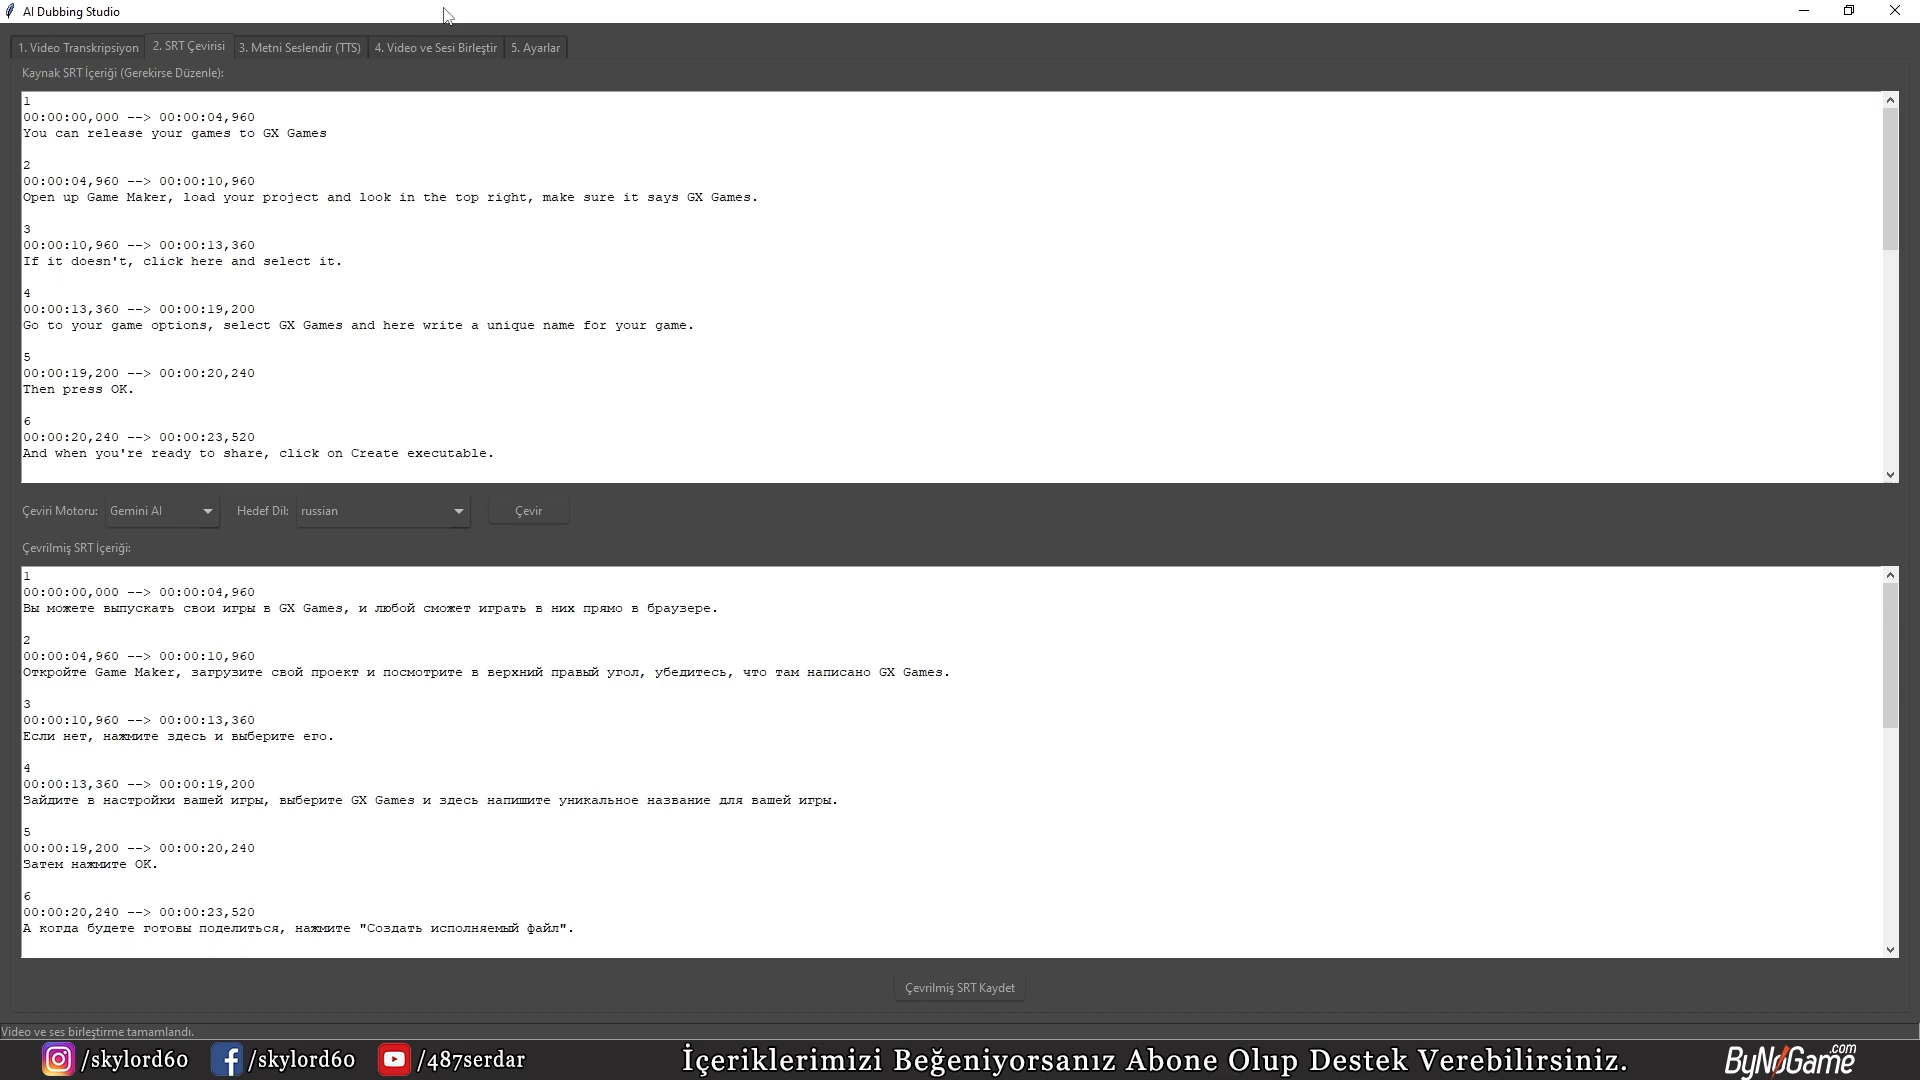 AI Dubbing Studio
1. Video Transkripsiyon
2. SRT Çevirisi
3. Metni Seslendir (TTS)
4. Video ve Sesi Birleştir
5. Ayarlar
Kaynak SRT İçeriği (Gerekirse Düzenle):
1
00:00:00,000 --> 00:00:04,960
You can release your games to GX Games
2
00:00:04,960 --> 00:00:10,960
Open up Game Maker, load your project and look in the top right, make sure it says GX Games.
3
00:00:10,960 --> 00:00:13,360
If it doesn't, click here and select it.
4
00:00:13,360 --> 00:00:19,200
Go to your game options, select GX Games and here write a unique name for your game.
5
00:00:19,200 --> 00:00:20,240
Then press OK.
6
00:00:20,240 --> 00:00:23,520
And when you're ready to share, click on Create executable.
Çeviri Motoru: Gemini AI Hedef Dil: russian Çevir
Çevrilmiş SRT İçeriği:
1
00:00:00,000 --> 00:00:04,960
Вы можете выпускать свои игры в GX Games, и любой сможет играть в них прямо в браузере.
2
00:00:04,960 --> 00:00:10,960
Откройте Game Maker, загрузите свой проект и посмотрите в верхний правый угол, убедитесь, что там написано GX Games.
3
00:00:10,960 --> 00:00:13,360
Если нет, нажмите здесь и выберите его.
4
00:00:13,360 --> 00:00:19,200
Зайдите в настройки вашей игры, выберите GX Games и здесь напишите уникальное название для вашей игры.
5
00:00:19,200 --> 00:00:20,240
Затем нажмите OK.
6
00:00:20,240 --> 00:00:23,520
А когда будете готовы поделиться, нажмите "Создать исполняемый файл".
Çevrilmiş SRT Kaydet
Video ve ses birleştirme tamamlandı.
/skylord60 /skylord60 /487serdar İçeriklerimizi Beğeniyorsanız Abone Olup Destek Verebilirsiniz. ByNoGame.com